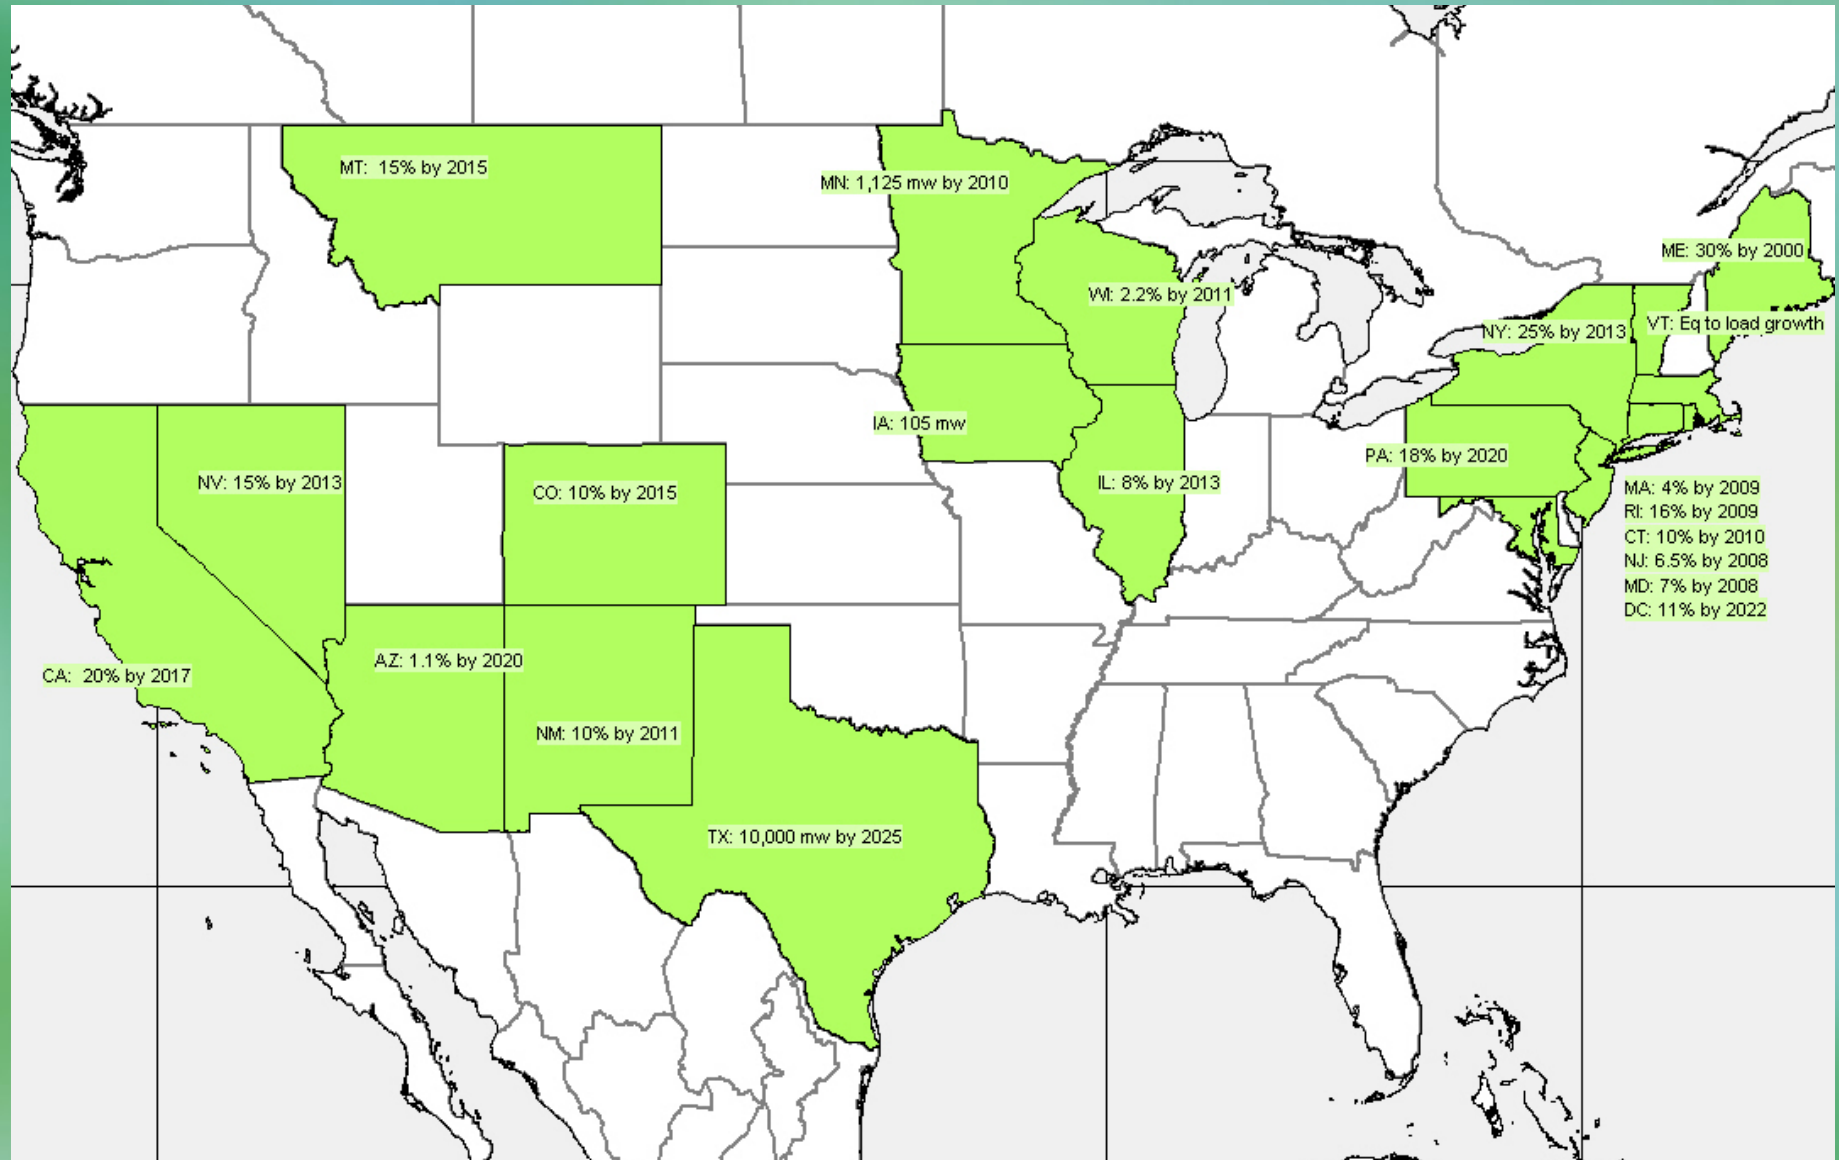 MT: 15% by 2015
MN: 1,125 mw by 2010
ME: 30% by 2000
WI: 2.2% by 2011
NY: 25% by 2013
VT: Eq to load growth
IA: 105 mw
PA: 18% by 2020
NV: 15% by 2013
CO: 10% by 2015
IL: 8% by 2013
MA: 4% by 2009
RI: 16% by 2009
CT: 10% by 2010
NJ: 6.5% by 2008
MD: 7% by 2008
DC: 11% by 2022
AZ: 1.1% by 2020
CA: 20% by 2017
NM: 10% by 2011
TX: 10,000 mw by 2025